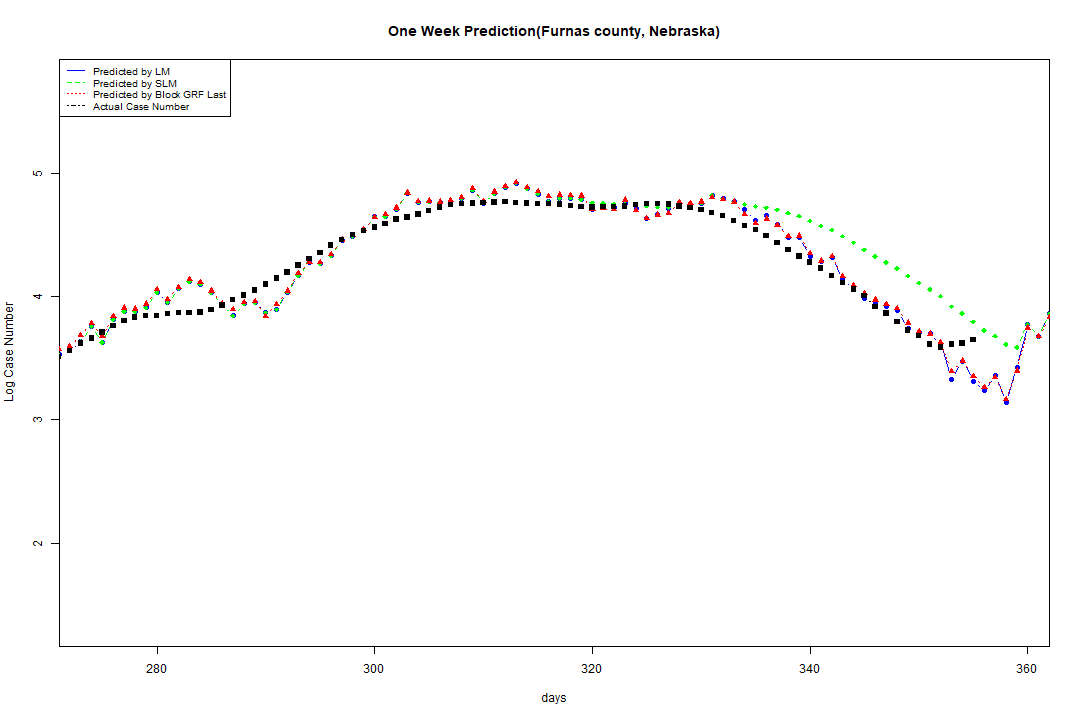 One Week Prediction(Furnas county, Nebraska)
Predicted by LM
Predicted by SLM
Predicted by Block GRF Last
Actual Case Number
5
4
3
2
Log Case Number
280 300 320 340 360
days